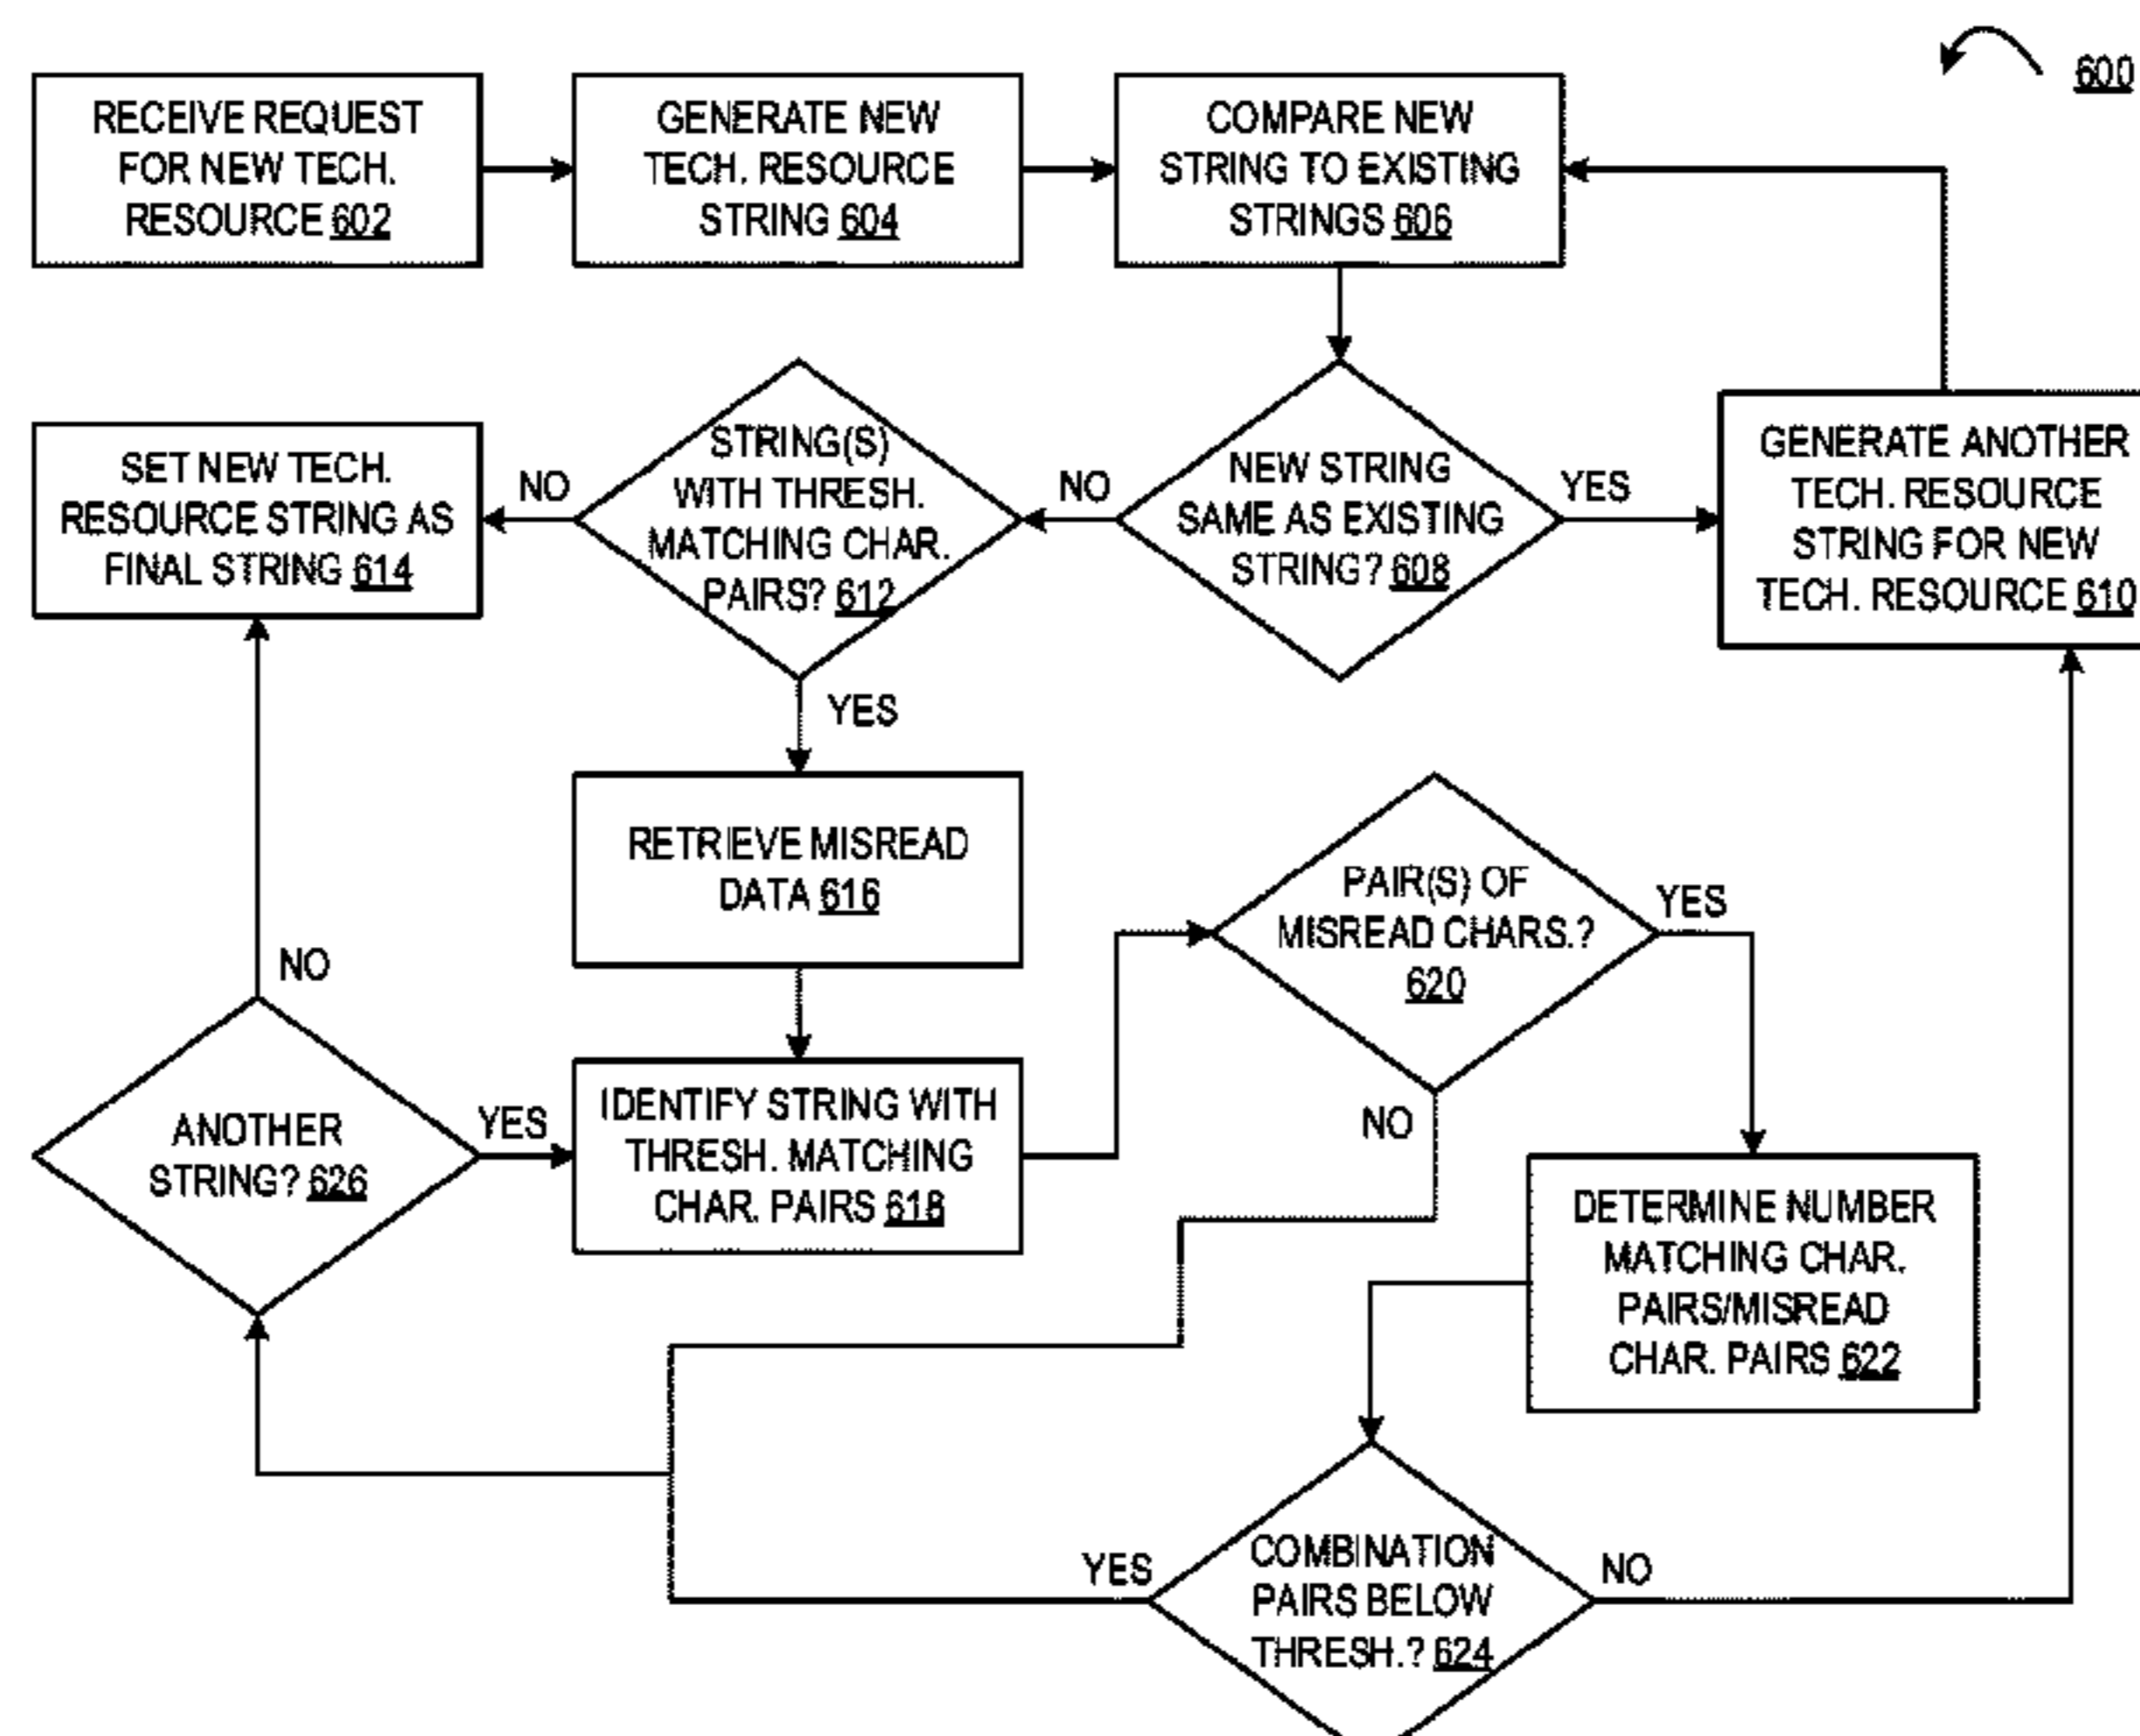 600
RECEIVE REQUEST
FOR NEW TECH.
RESOURCE 602
GENERATE NEW
TECH. RESOURCE
STRING 604
COMPARE NEW
STRING TO EXISTING
STRINGS 606
SET NEW TECH.
RESOURCE STRING AS
FINAL STRING 614
NO
STRING(S)
WITH THRESH.
MATCHING CHAR.
PAIRS? 612
NO
NEW STRING
SAME AS EXISTING
STRING? 608
YES
GENERATE ANOTHER
TECH. RESOURCE
STRING FOR NEW
TECH. RESOURCE 610
YES
RETRIEVE MISREAD
DATA 616
PAIR(S) OF
MISREAD CHARS.?
620
YES
NO
NO
ANOTHER
STRING? 626
YES
IDENTIFY STRING WITH
THRESH. MATCHING
CHAR. PAIRS 618
DETERMINE NUMBER
MATCHING CHAR.
PAIRS/MISREAD
CHAR. PAIRS 622
YES
COMBINATION
PAIRS BELOW
THRESH.? 624
NO